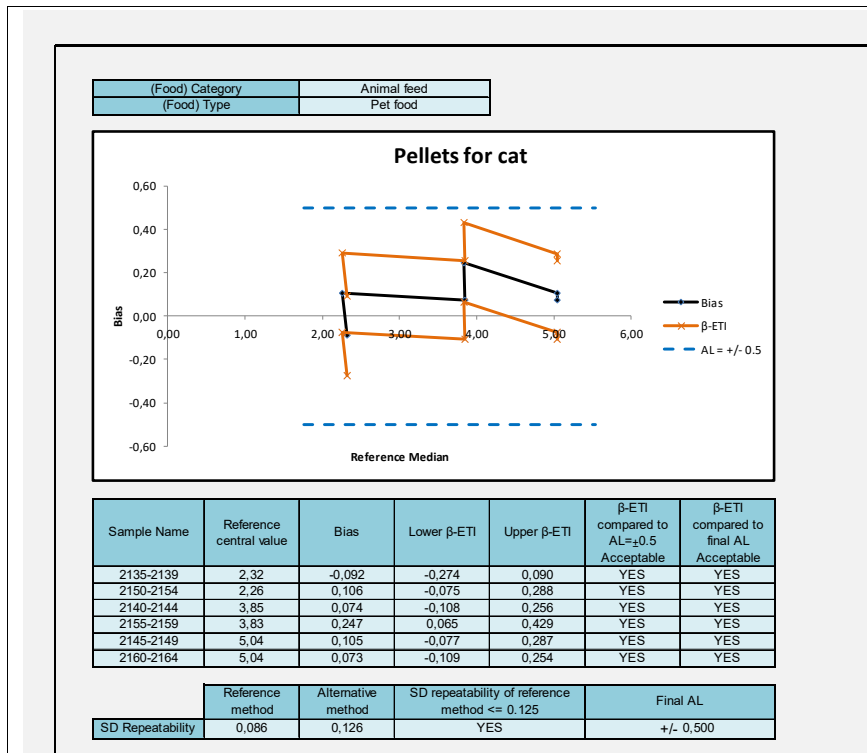 (Food) Category Animal feed
(Food) Type Pet food
Pellets for cat
0,60
0,40
0,20
0,00
-0,20
-0,40
-0,60
0,00 1,00 2,00 3,00 4,00 5,00 6,00
Bias
Reference Median
Bias
β-ETI
AL = +/- 0.5
Sample Name Reference central value Bias Lower β-ETI Upper β-ETI β-ETI compared to AL=±0.5 Acceptable β-ETI compared to final AL Acceptable
2135-2139 2,32 -0,092 -0,274 0,090 YES YES
2150-2154 2,26 0,106 -0,075 0,288 YES YES
2140-2144 3,85 0,074 -0,108 0,256 YES YES
2155-2159 3,83 0,247 0,065 0,429 YES YES
2145-2149 5,04 0,105 -0,077 0,287 YES YES
2160-2164 5,04 0,073 -0,109 0,254 YES YES
Reference method Alternative method SD repeatability of reference method <= 0.125 Final AL
SD Repeatability 0,086 0,126 YES +/- 0,500